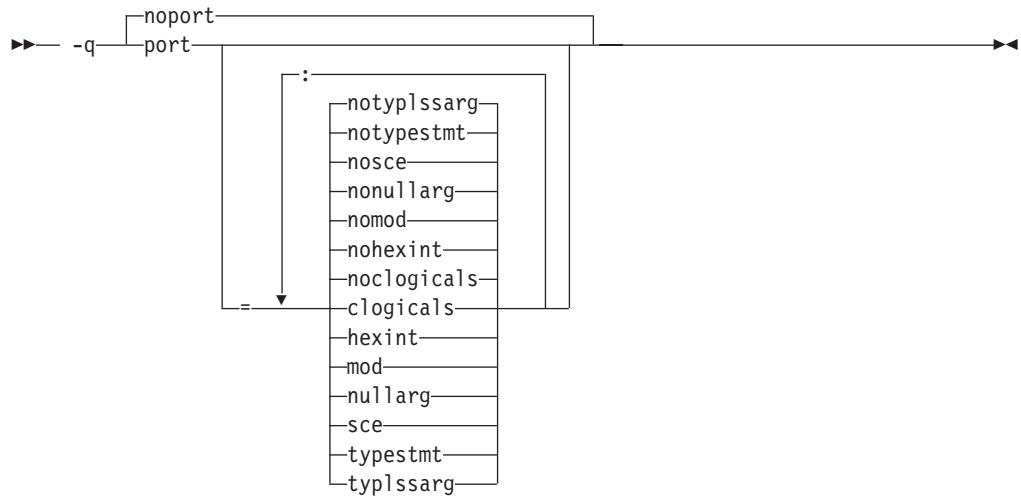 noport
-q port
:
notyplssarg
notypestmt
nosce
nonullarg
nomod
nohexint
noclogicals
= clogicals
hexint
mod
nullarg
sce
typestmt
typlssarg